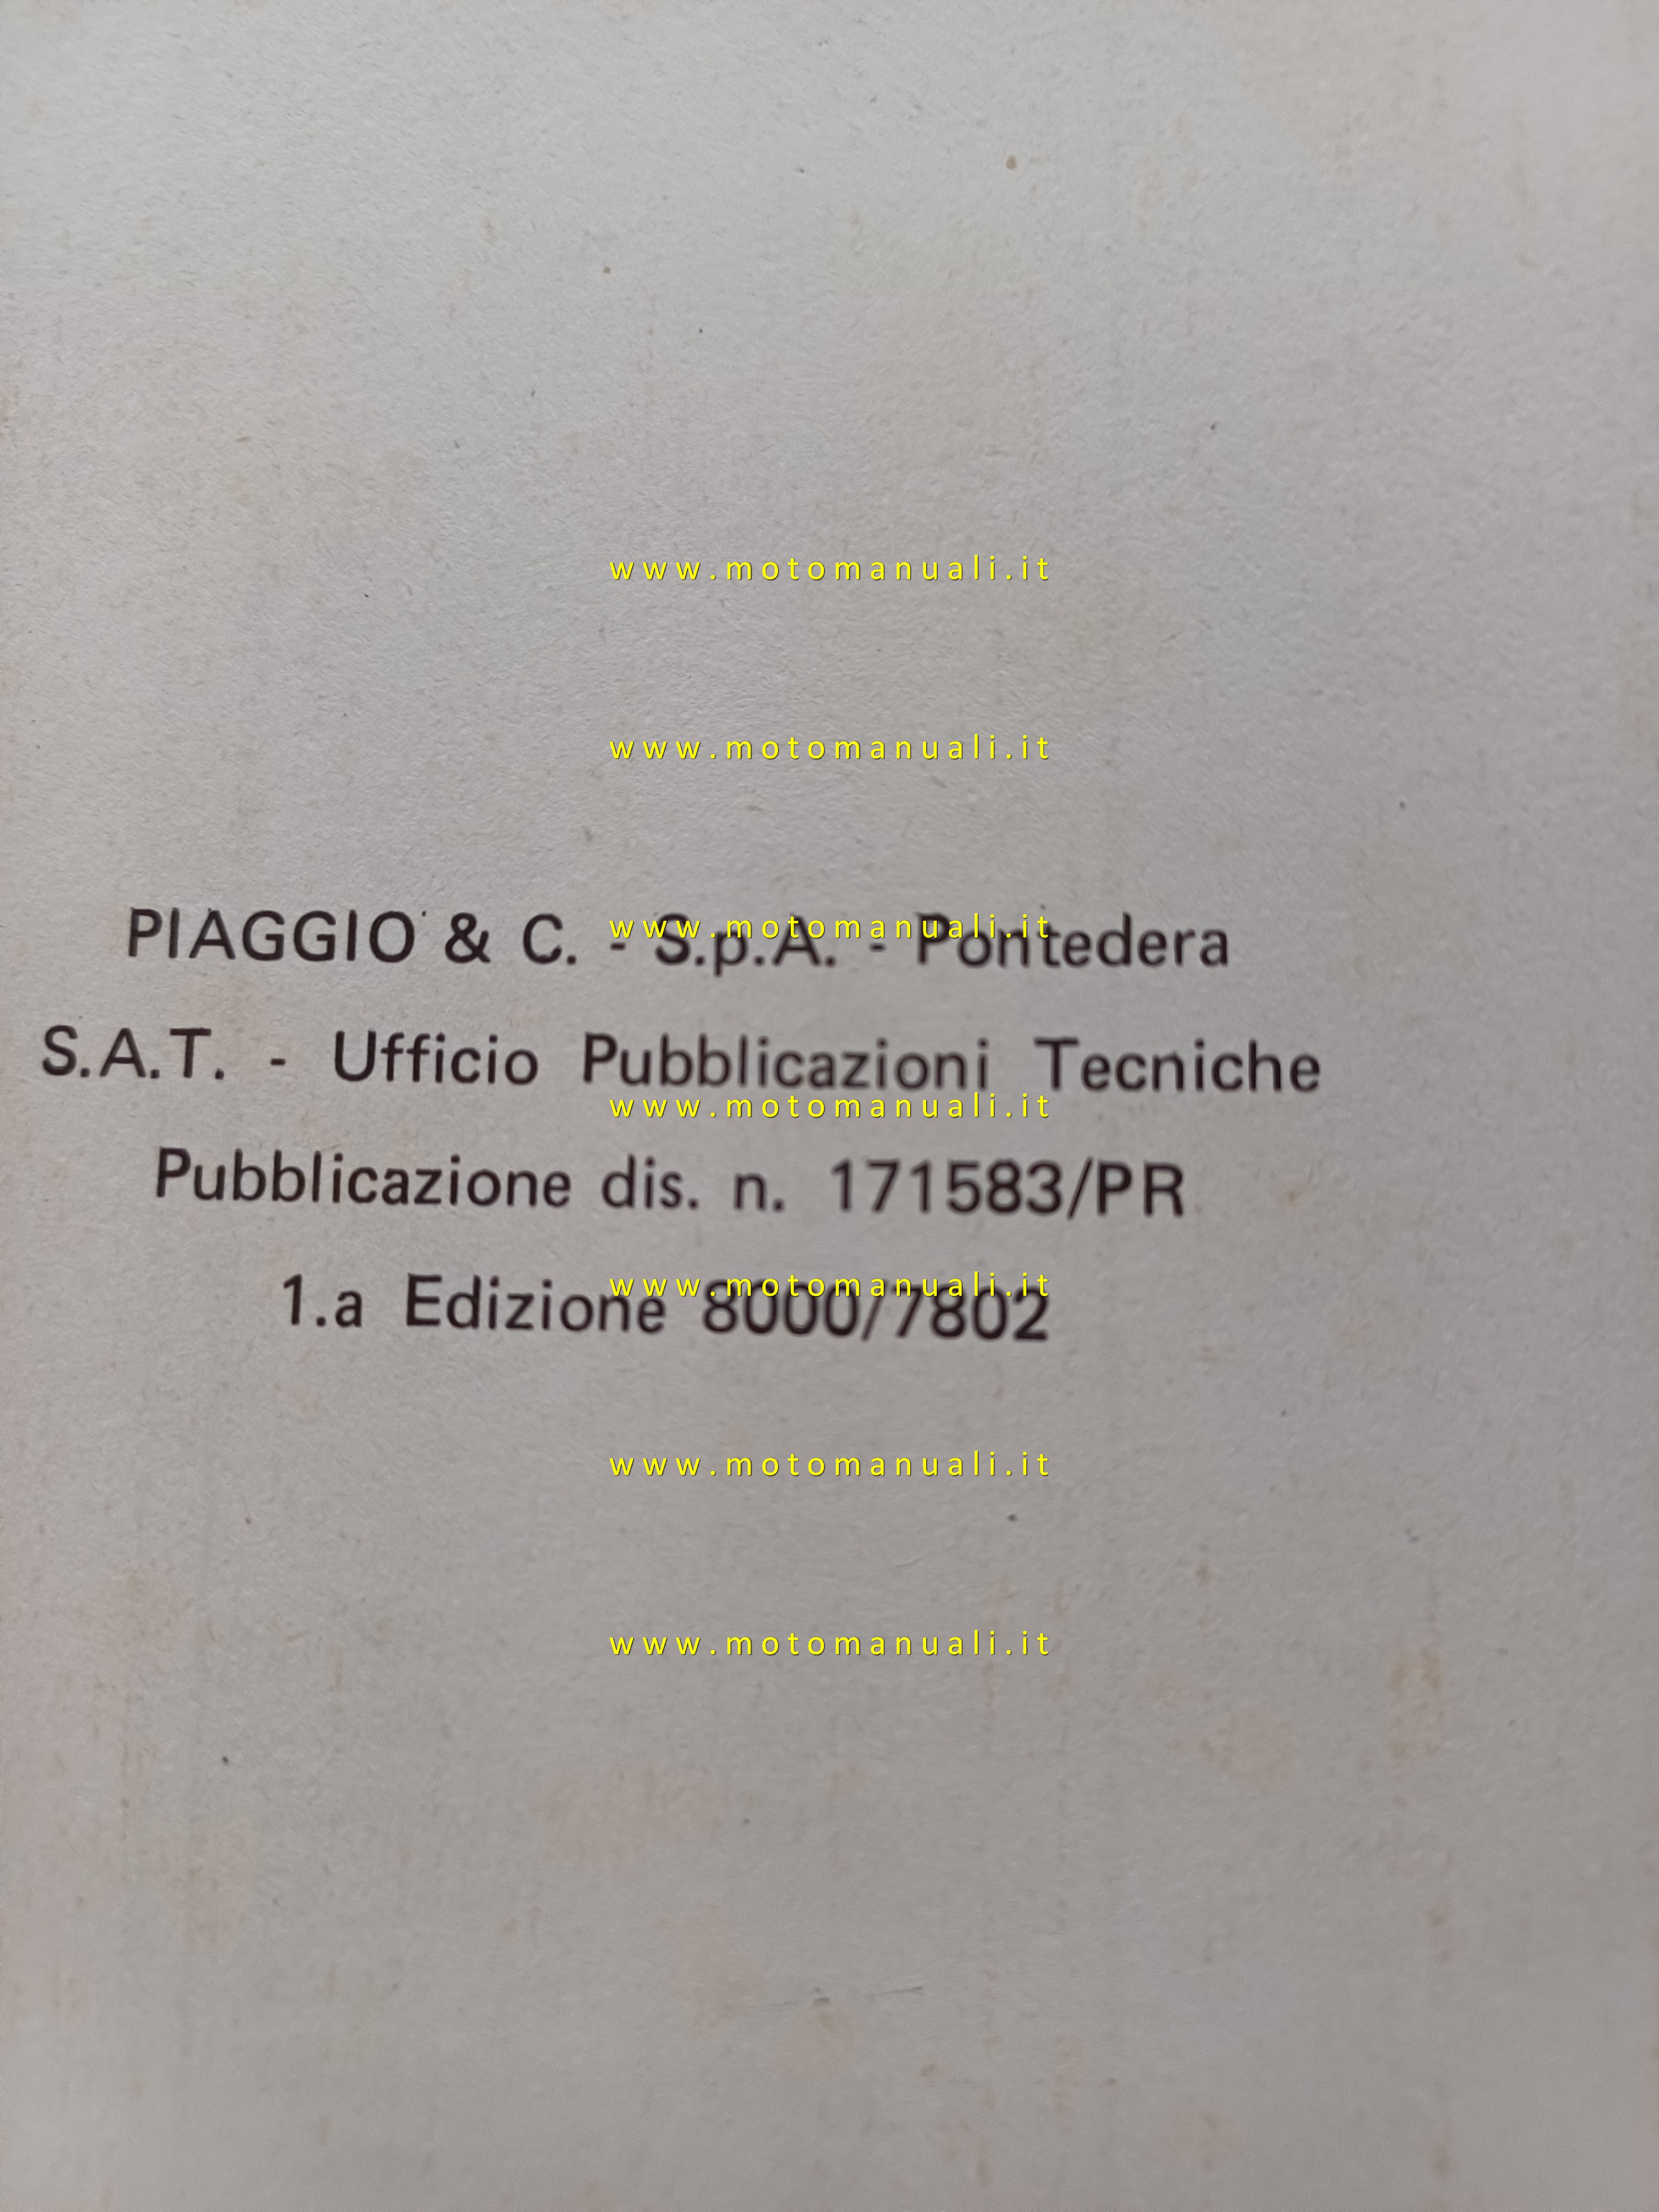 www.motomanuali.it
www.motomanuali.it
PIAGGIO & C. - S.p.A. - Pontedera
www.motomanuali.it
S.A.T. - Ufficio Pubblicazioni Tecniche
www.motomanuali.it
Pubblicazione dis. n. 171583/PR
1.a Edizione 8000/7802
www.motomanuali.it
www.motomanuali.it
www.motomanuali.it